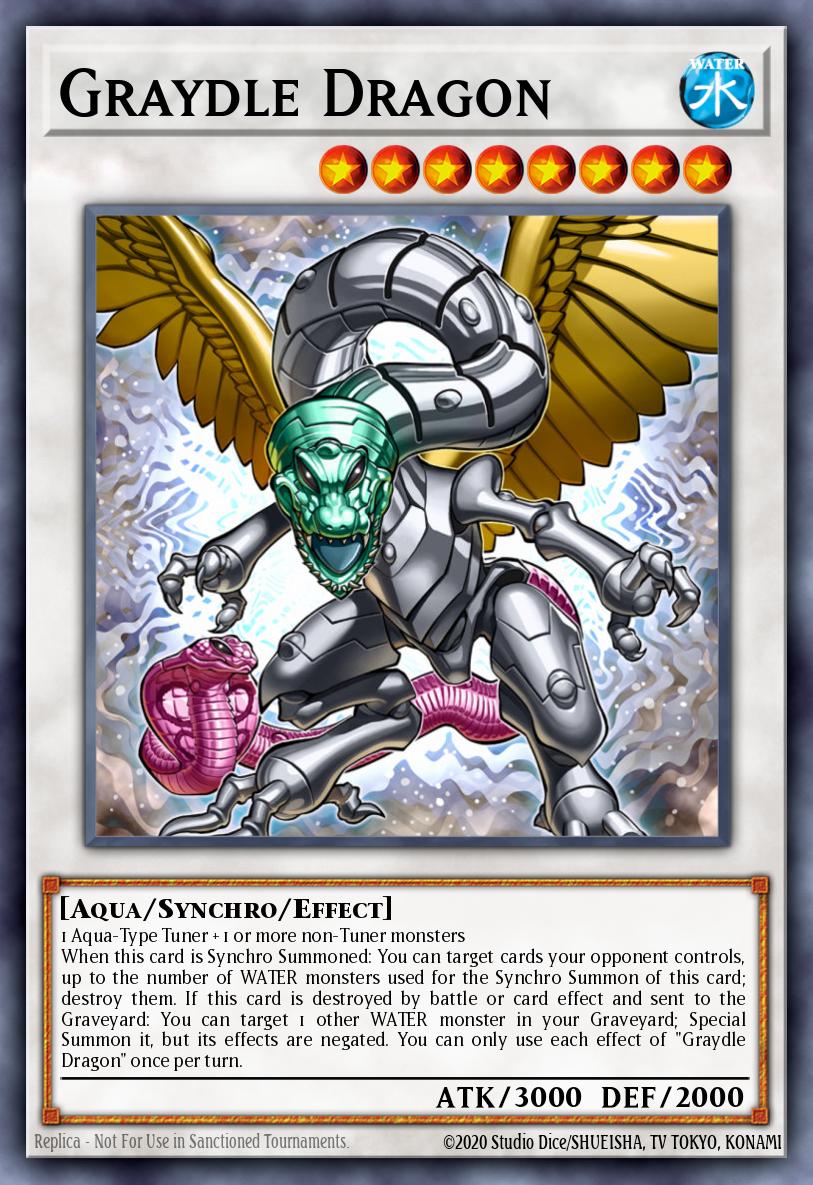 Graydle Dragon
WATER
水
[Aqua/Synchro/Effect]
1 Aqua-Type Tuner + 1 or more non-Tuner monsters
When this card is Synchro Summoned: You can target cards your opponent controls,
up to the number of WATER monsters used for the Synchro Summon of this card;
destroy them. If this card is destroyed by battle or card effect and sent to the
Graveyard: You can target 1 other WATER monster in your Graveyard; Special
Summon it, but its effects are negated. You can only use each effect of "Graydle
Dragon" once per turn.
ATK/3000 DEF/2000
Replica - Not For Use in Sanctioned Tournaments.
©2020 Studio Dice/SHUEISHA, TV TOKYO, KONAMI